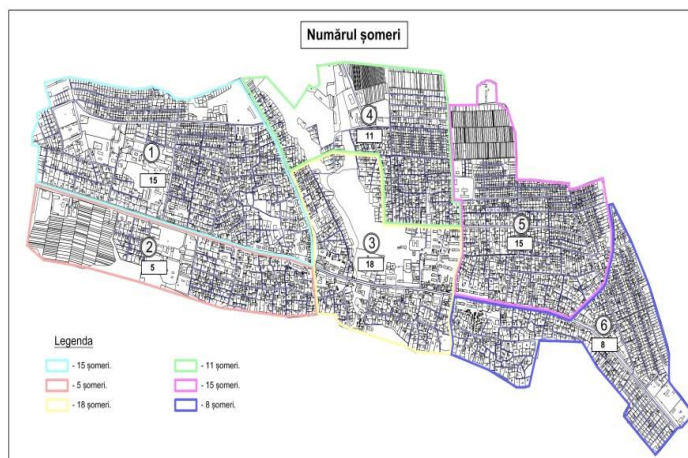 Numărul șomeri
4
11
1
15
5
15
2
5
3
18
6
8
Legenda
- 15 șomeri.
- 11 șomeri.
- 5 șomeri.
- 15 șomeri.
- 18 șomeri.
- 8 șomeri.